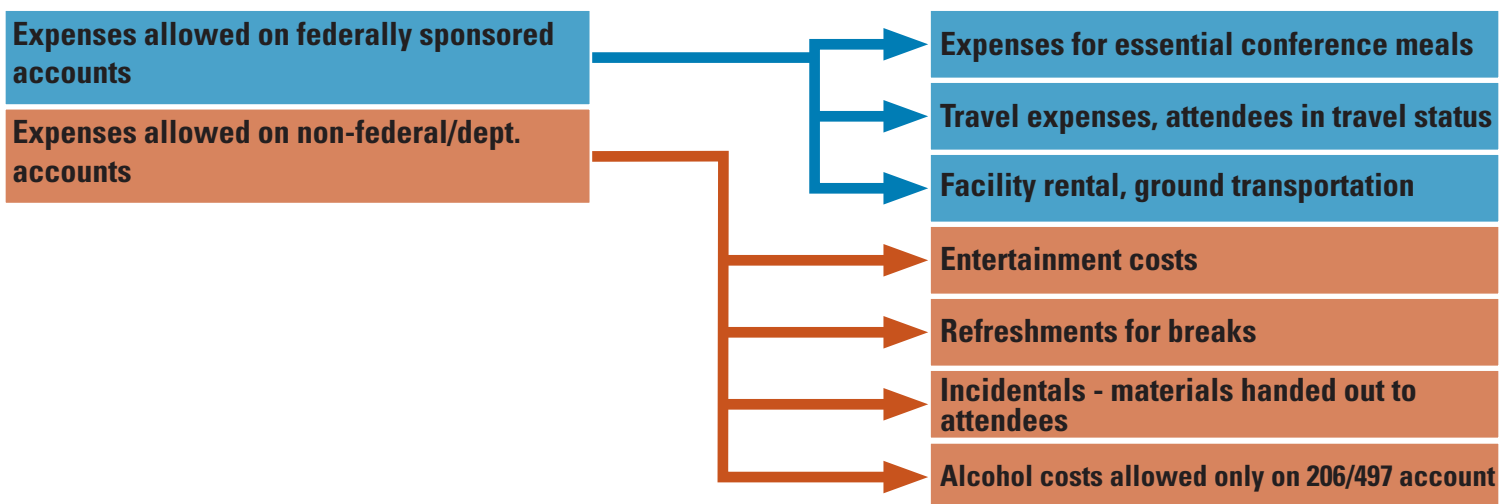 Expenses allowed on federally sponsored
accounts
Expenses allowed on non-federal/dept.
accounts
Expenses for essential conference meals
Travel expenses, attendees in travel status
Facility rental, ground transportation
Entertainment costs
Refreshments for breaks
Incidentals - materials handed out to
attendees
Alcohol costs allowed only on 206/497 account